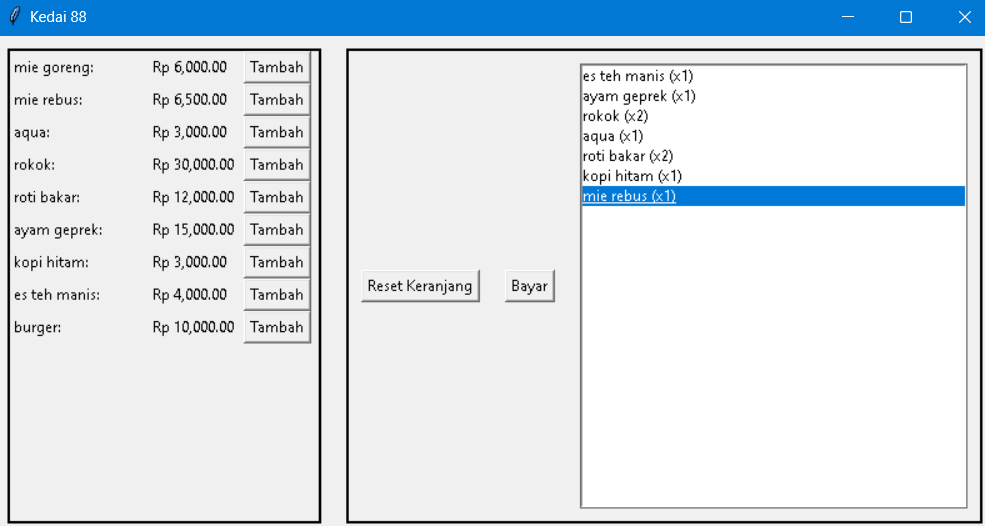 Kedai 88
mie goreng: Rp 6,000.00 Tambah
mie rebus: Rp 6,500.00 Tambah
aqua: Rp 3,000.00 Tambah
rokok: Rp 30,000.00 Tambah
roti bakar: Rp 12,000.00 Tambah
ayam geprek: Rp 15,000.00 Tambah
kopi hitam: Rp 3,000.00 Tambah
es teh manis: Rp 4,000.00 Tambah
burger: Rp 10,000.00 Tambah
Reset Keranjang
Bayar
es teh manis (x1)
ayam geprek (x1)
rokok (x2)
aqua (x1)
roti bakar (x2)
kopi hitam (x1)
mie rebus (x1)